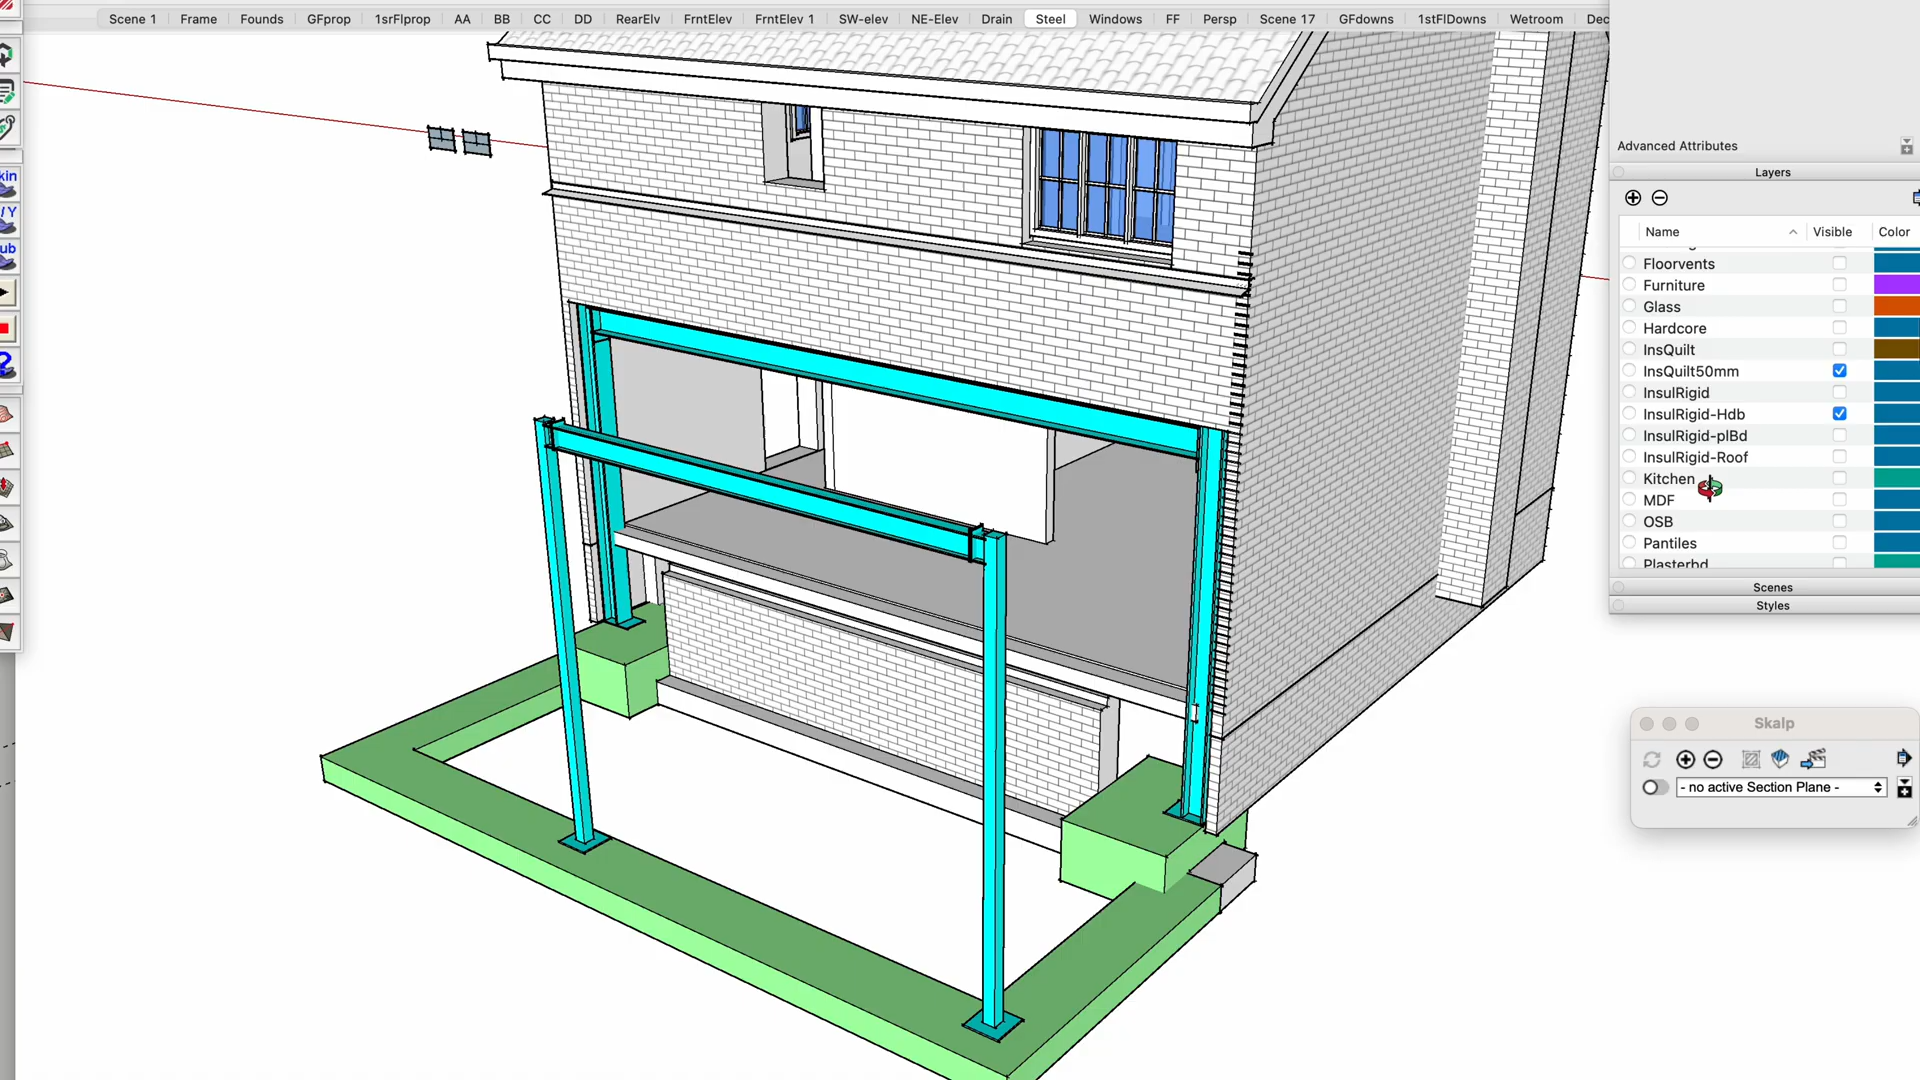 Scene 1 Frame Founds GFprop 1srFlprop AA BB CC DD RearElv FrntElev FrntElev 1 SW-elev NE-Elev Drain Steel Windows FF Persp Scene 17 GFdowns 1stFlDowns Wetroom Dec
Advanced Attributes
Layers
Name Visible Color
Floorvents
Furniture
Glass
Hardcore
InsQuilt
InsQuilt50mm
InsulRigid
InsulRigid-Hdb
InsulRigid-plBd
InsulRigid-Roof
Kitchen
MDF
OSB
Pantiles
Plasterbd
Scenes
Styles
Skalp
- no active Section Plane -
kin
/Y
ub